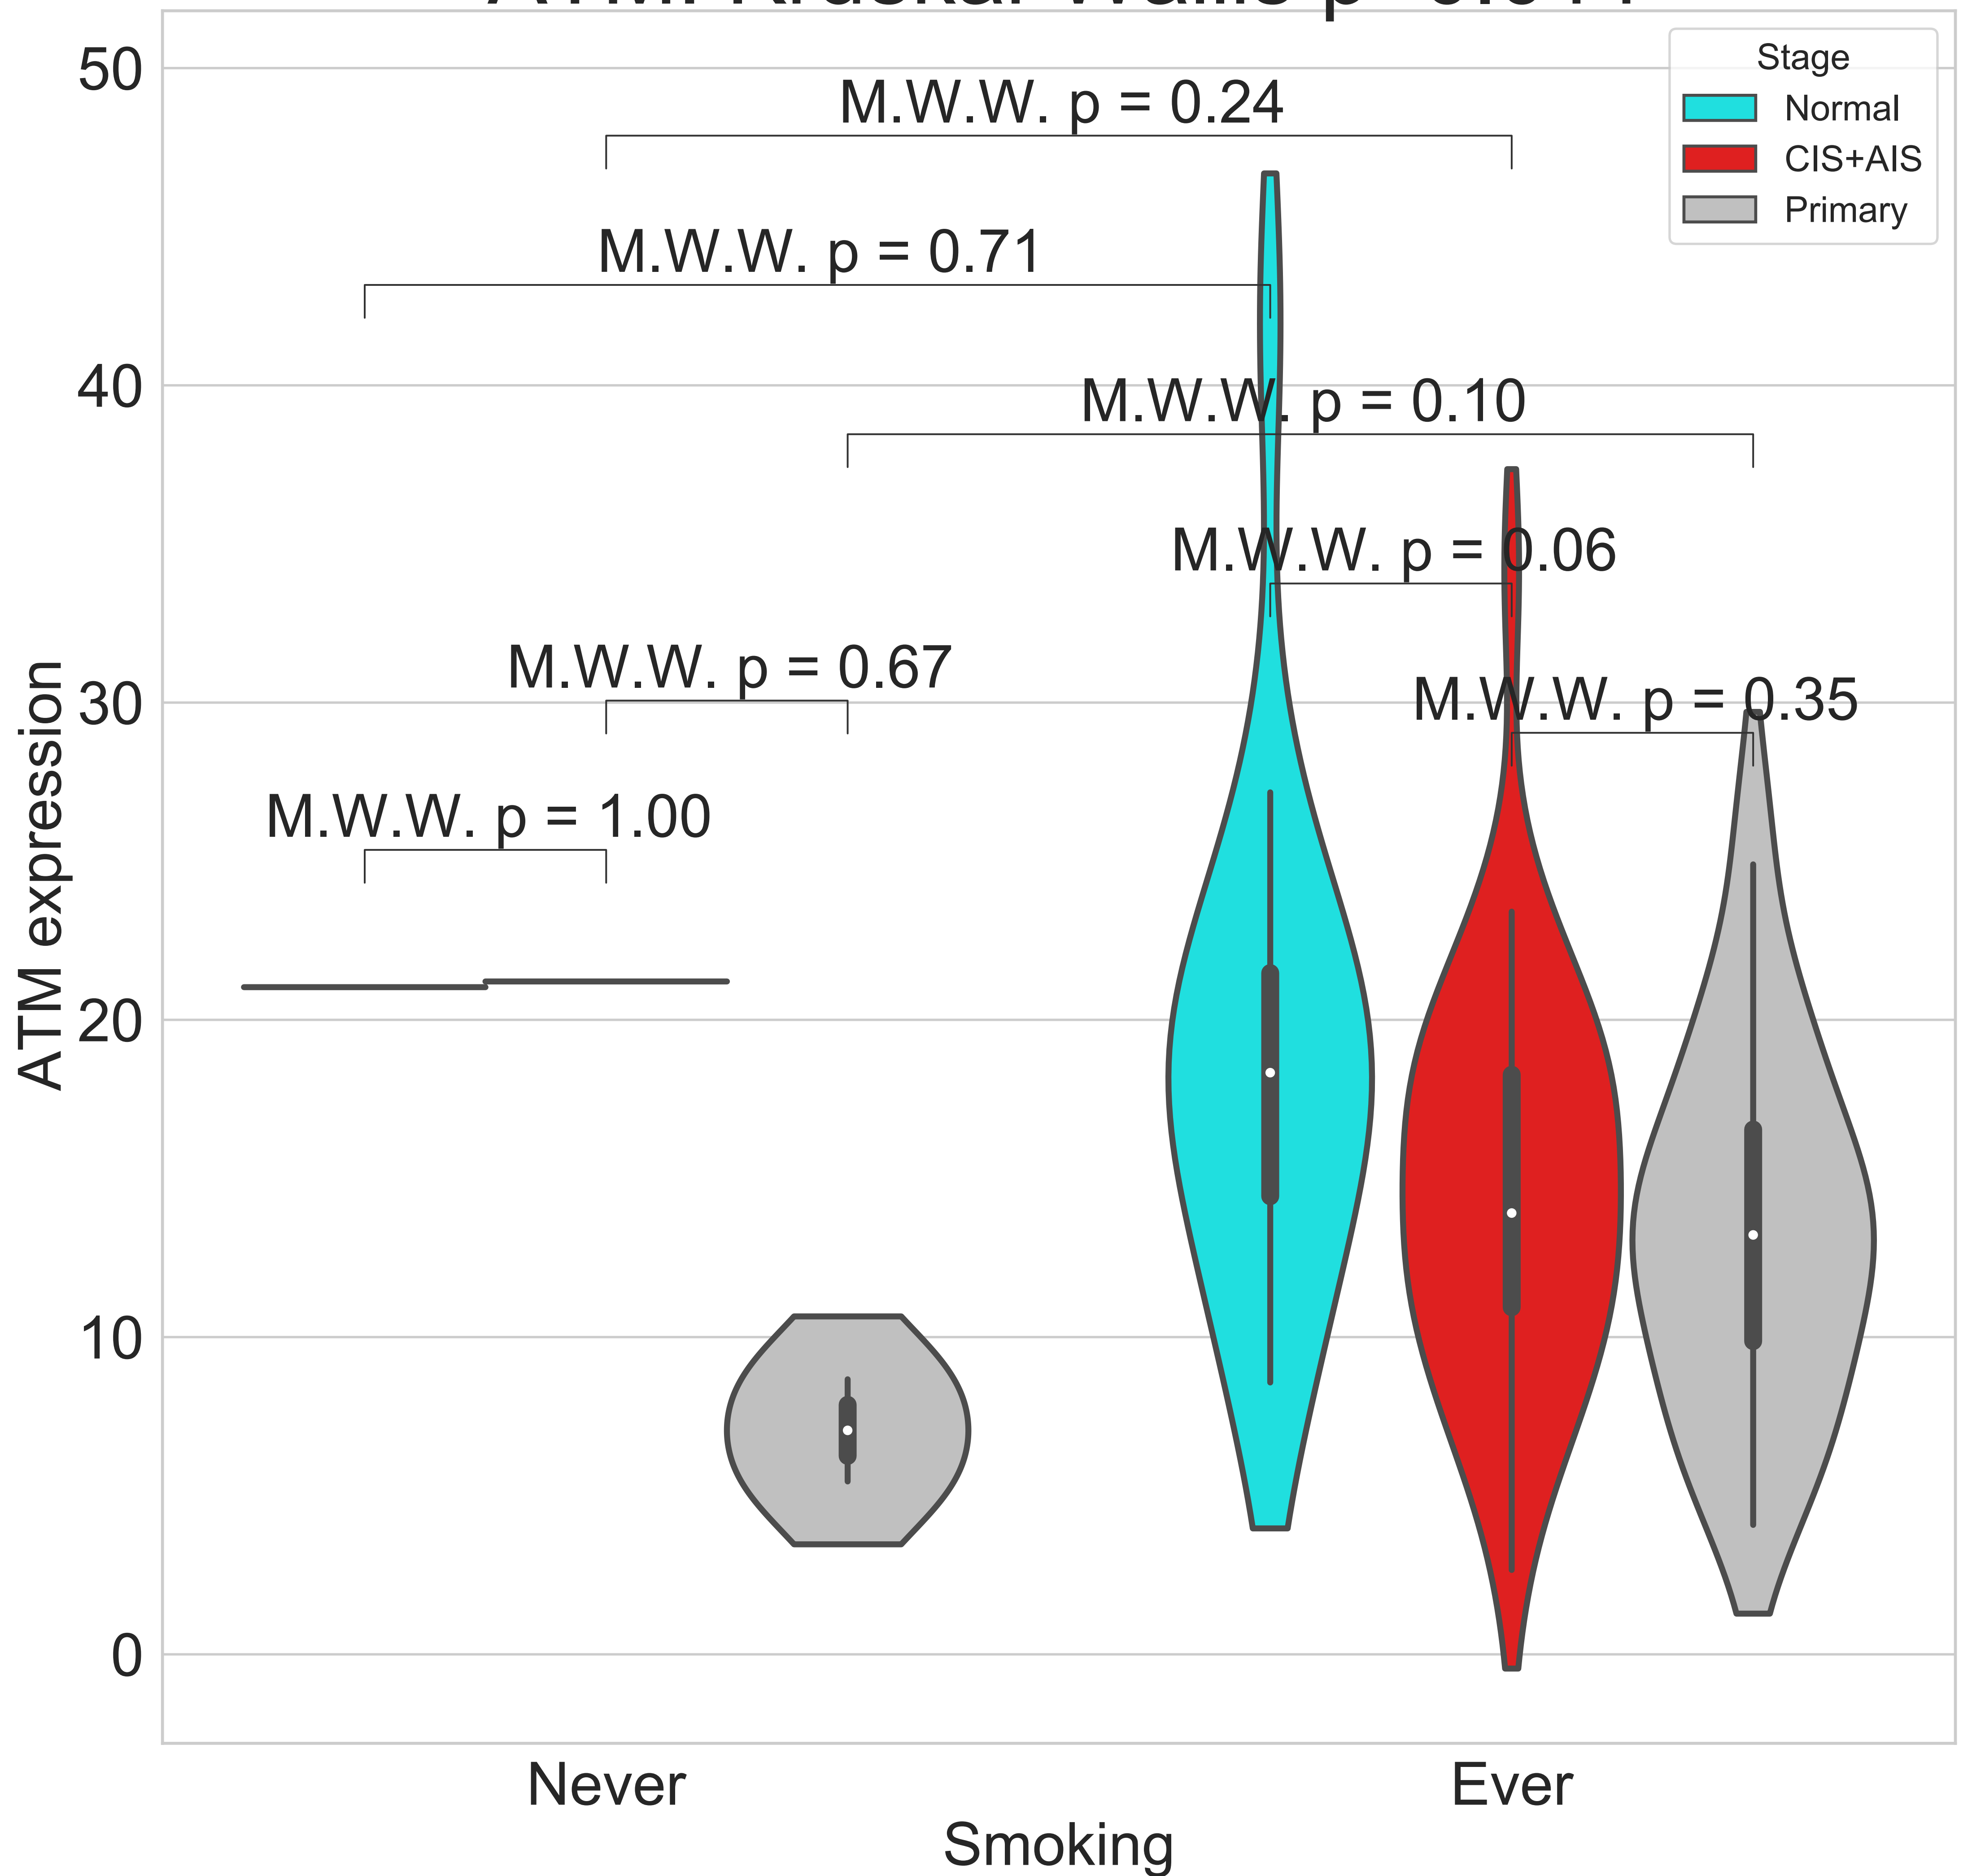 50
40
30
20
10
0
ATM expression
Stage
Normal
CIS+AIS
Primary
M.W.W. p = 0.24
M.W.W. p = 0.71
M.W.W. p = 0.10
M.W.W. p = 0.06
M.W.W. p = 0.67
M.W.W. p = 0.35
M.W.W. p = 1.00
Never
Ever
Smoking